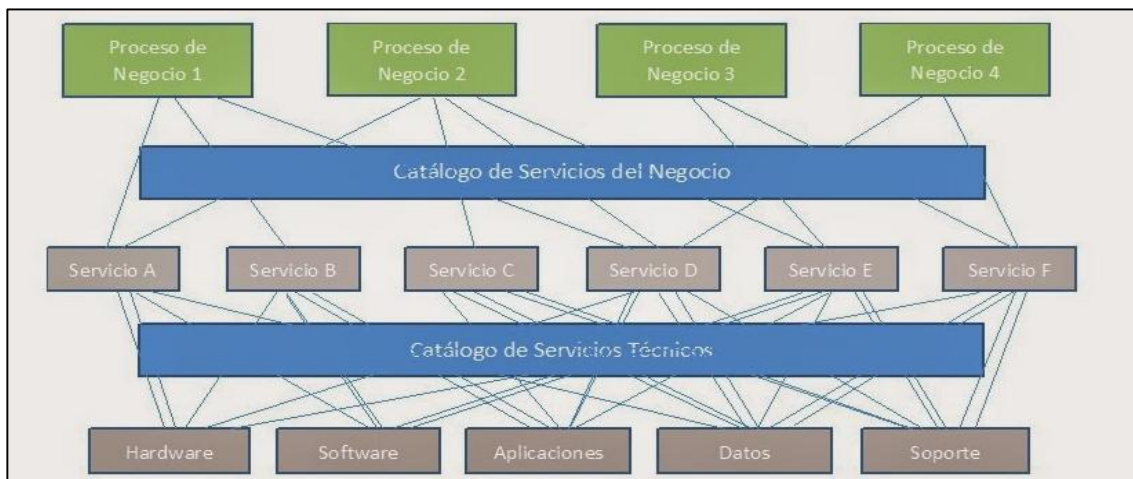 Proceso de
Negocio 1
Proceso de
Negocio 2
Proceso de
Negocio 3
Proceso de
Negocio 4
Catálogo de Servicios del Negocio
Servicio A
Servicio B
Servicio C
Servicio D
Servicio E
Servicio F
Catálogo de Servicios Técnicos
Hardware
Software
Aplicaciones
Datos
Soporte